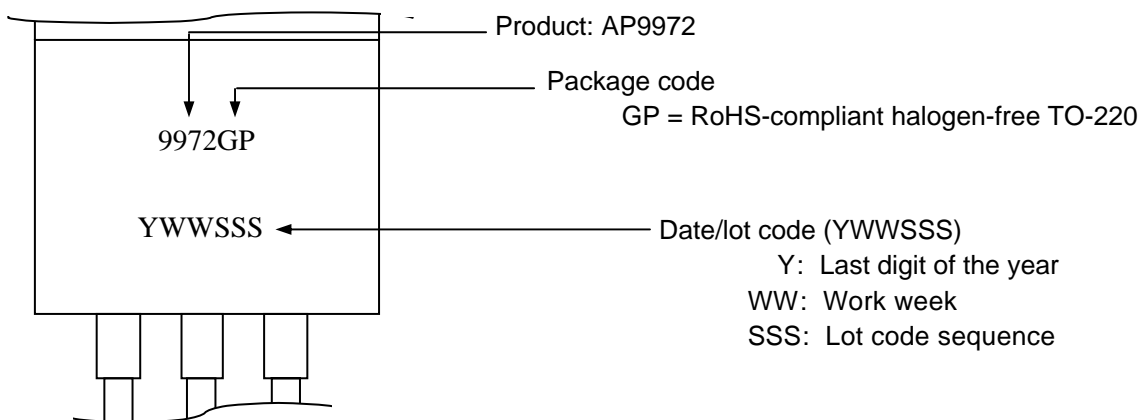 Product: AP9972
Package code
GP = RoHS-compliant halogen-free TO-220
9972GP
YWWSSS
Date/lot code (YWWSSS)
Y: Last digit of the year
WW: Work week
SSS: Lot code sequence